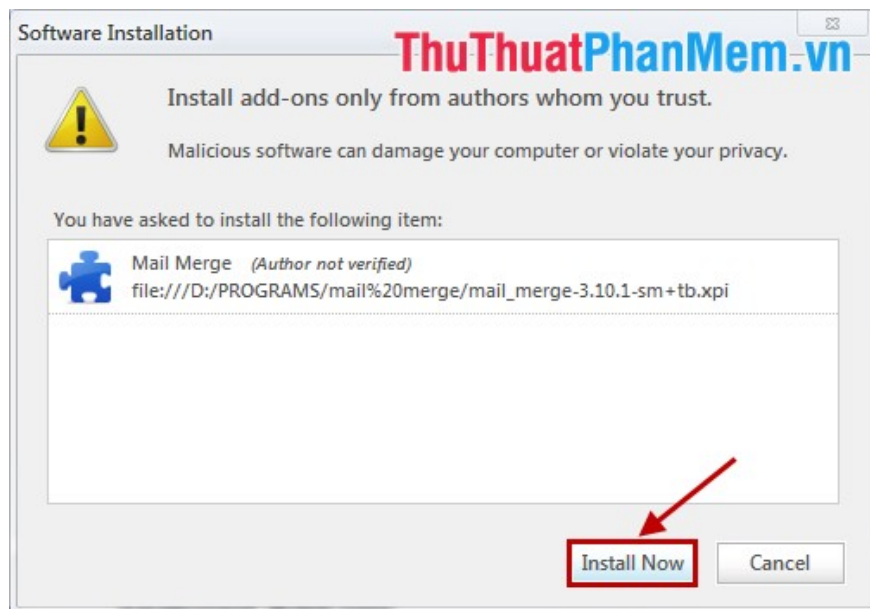 Software Installation
ThuThuatPhanMem.vn
Install add-ons only from authors whom you trust.
Malicious software can damage your computer or violate your privacy.
You have asked to install the following item:
Mail Merge (Author not verified)
file:///D:/PROGRAMS/mail%20merge/mail_merge-3.10.1-sm+tb.xpi
Install Now Cancel